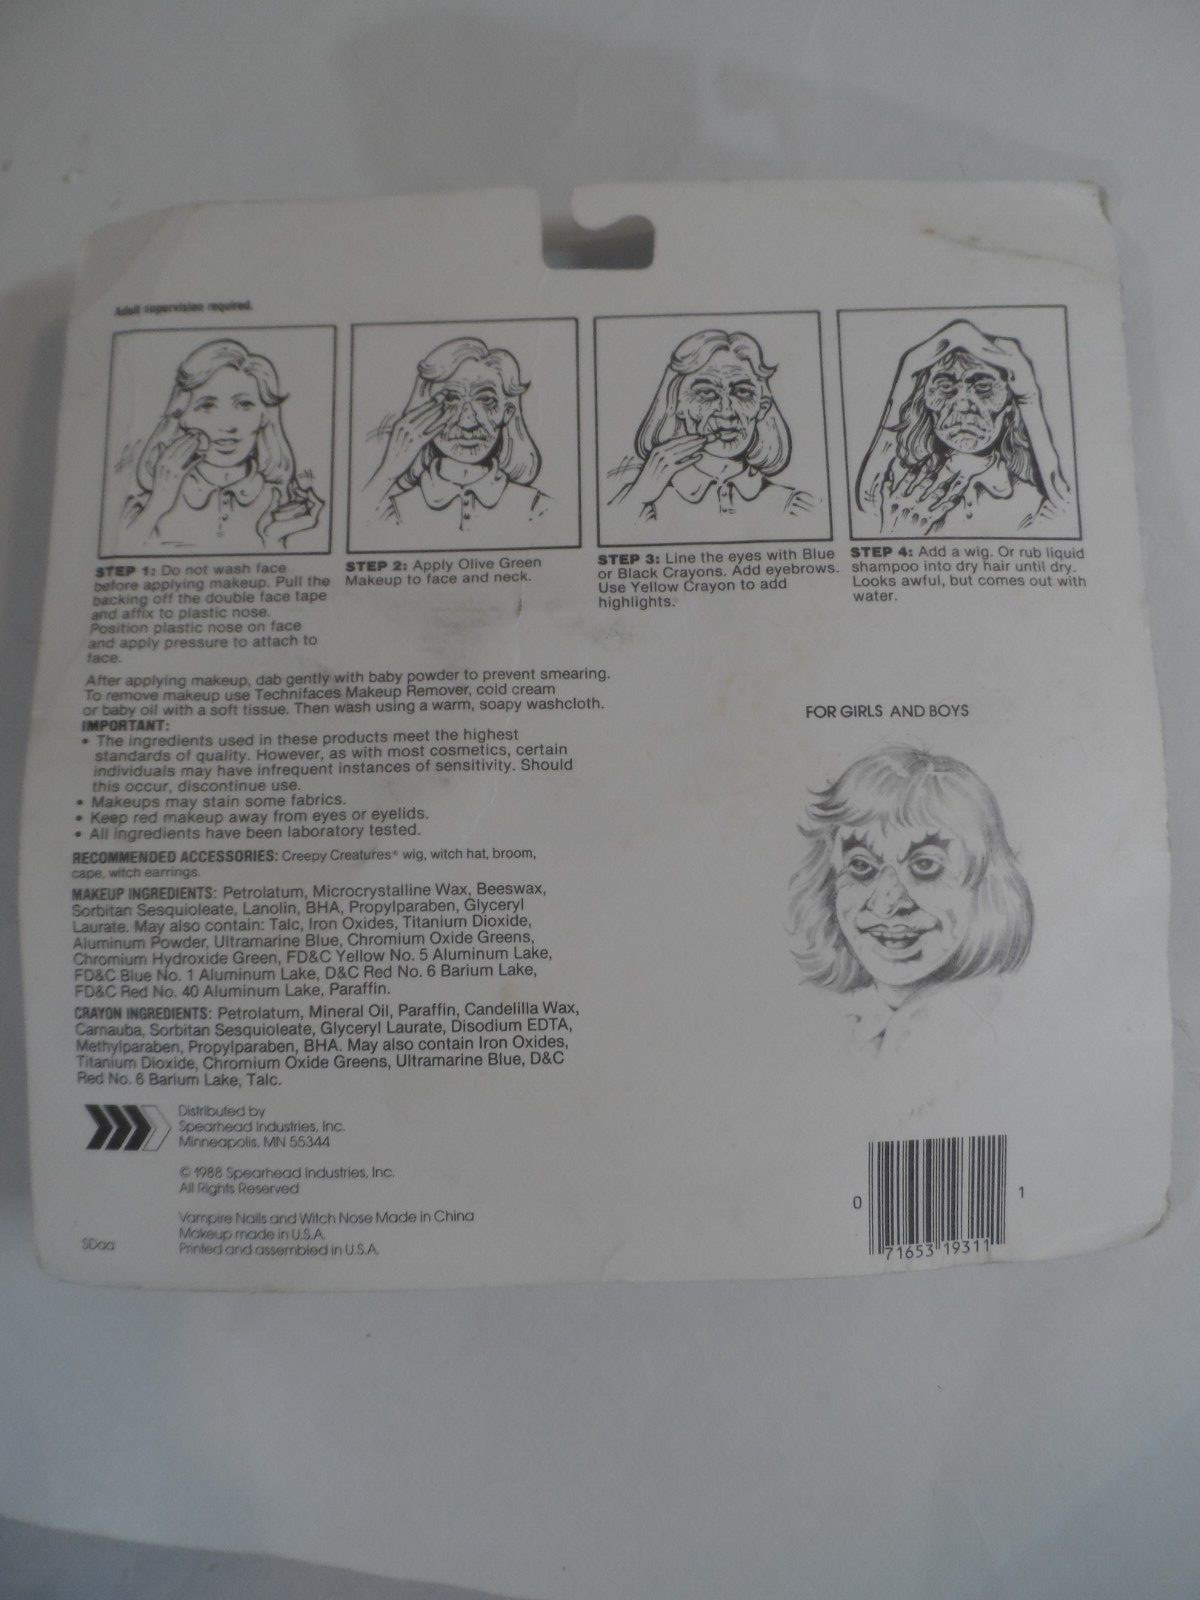 Adult supervision required.
STEP 1: Do not wash face
before applying makeup. Pull the
backing off the double face tape
and affix to plastic nose.
Position plastic nose on face
and apply pressure to attach to
face.
STEP 2: Apply Olive Green
Makeup to face and neck.
STEP 3: Line the eyes with Blue
or Black Crayons. Add eyebrows.
Use Yellow Crayon to add
highlights.
STEP 4: Add a wig. Or rub liquid
shampoo into dry hair until dry.
Looks awful, but comes out with
water.
After applying makeup, dab gently with baby powder to prevent smearing.
To remove makeup use Technifaces Makeup Remover, cold cream
or baby oil with a soft tissue. Then wash using a warm, soapy washcloth.
IMPORTANT:
• The ingredients used in these products meet the highest
standards of quality. However, as with most cosmetics, certain
individuals may have infrequent instances of sensitivity. Should
this occur, discontinue use.
• Makeups may stain some fabrics.
• Keep red makeup away from eyes or eyelids.
• All ingredients have been laboratory tested.
RECOMMENDED ACCESSORIES: Creepy Creatures® wig, witch hat, broom,
cape, witch earrings.
MAKEUP INGREDIENTS: Petrolatum, Microcrystalline Wax, Beeswax,
Sorbitan Sesquioleate, Lanolin, BHA, Propylparaben, Glyceryl
Laurate. May also contain: Talc, Iron Oxides, Titanium Dioxide,
Aluminum Powder, Ultramarine Blue, Chromium Oxide Greens,
Chromium Hydroxide Green, FD&C Yellow No. 5 Aluminum Lake,
FD&C Blue No. 1 Aluminum Lake, D&C Red No. 6 Barium Lake,
FD&C Red No. 40 Aluminum Lake, Paraffin.
CRAYON INGREDIENTS: Petrolatum, Mineral Oil, Paraffin, Candelilla Wax,
Carnauba, Sorbitan Sesquioleate, Glyceryl Laurate, Disodium EDTA,
Methylparaben, Propylparaben, BHA. May also contain Iron Oxides,
Titanium Dioxide, Chromium Oxide Greens, Ultramarine Blue, D&C
Red No. 6 Barium Lake, Talc.
FOR GIRLS AND BOYS
Distributed by
Spearhead Industries, Inc.
Minneapolis, MN 55344
© 1988 Spearhead Industries, Inc.
All Rights Reserved
Vampire Nails and Witch Nose Made in China
Makeup made in U.S.A.
Printed and assembled in U.S.A.
SDaa
0 71653 19311 1